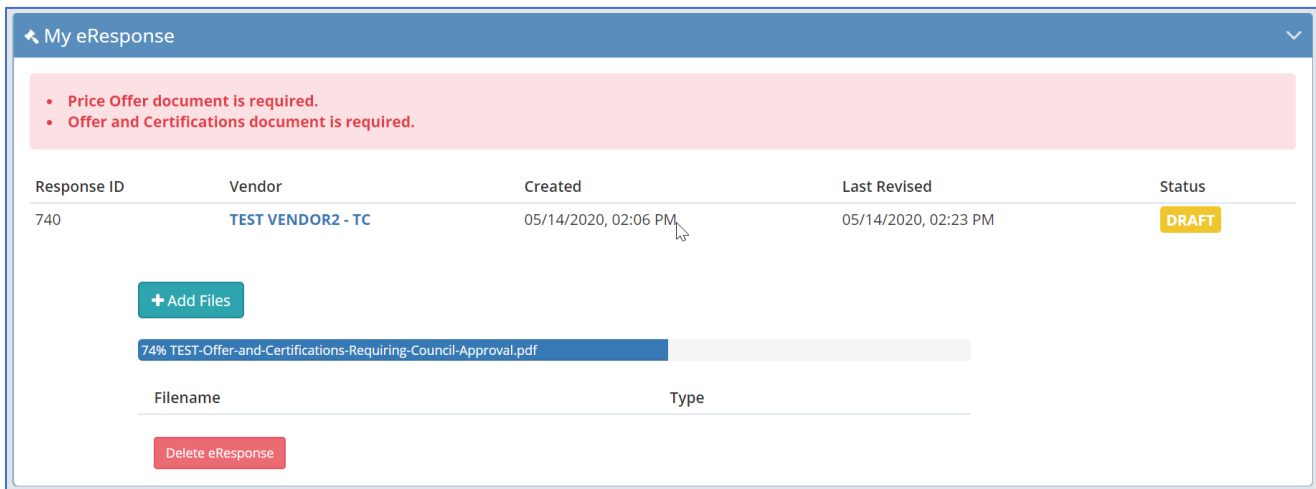 My eResponse
Price Offer document is required.
Offer and Certifications document is required.
Response ID Vendor Created Last Revised Status
740 TEST VENDOR2 - TC 05/14/2020, 02:06 PM 05/14/2020, 02:23 PM DRAFT
Add Files
74% TEST-Offer-and-Certifications-Requiring-Council-Approval.pdf
Filename Type
Delete eResponse